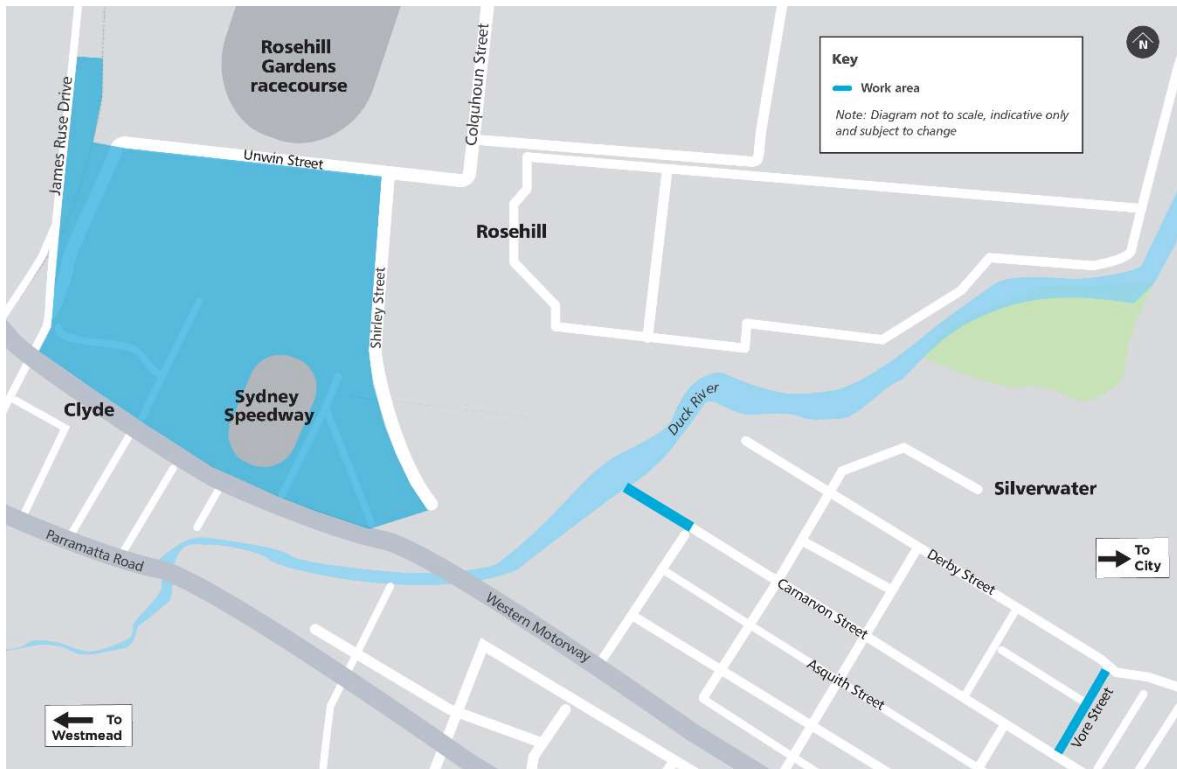 Rosehill
Gardens
racecourse
Colquhoun Street
N
Key
Work area
Note: Diagram not to scale, indicative only
and subject to change
James Ruse Drive
Unwin Street
Rosehill
Shirley Street
Clyde
Sydney
Speedway
Duck River
Silverwater
Parramatta Road
To
City
Derby Street
Carnarvon Street
Western Motorway
Asquith Street
Vore Street
To
Westmead